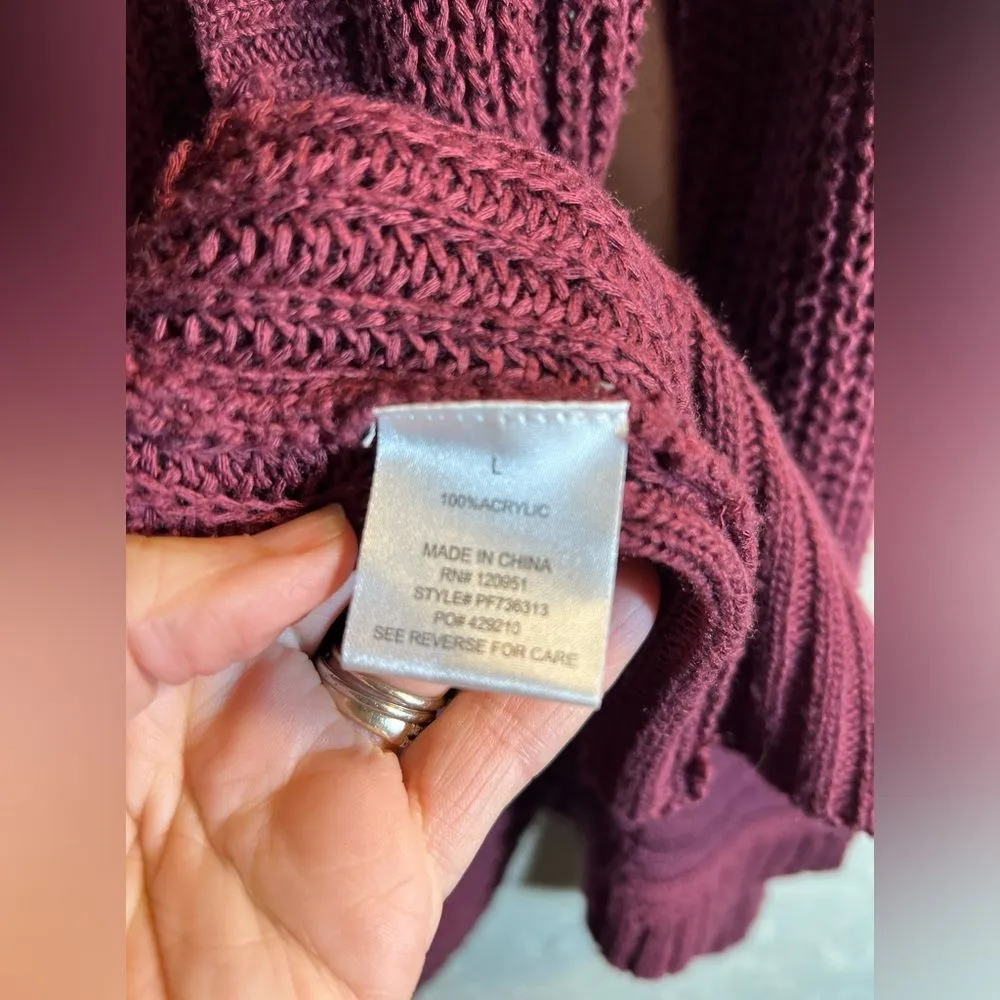 L
100%ACRYLIC
MADE IN CHINA
RN# 120951
STYLE# PF736313
PO# 429210
SEE REVERSE FOR CARE